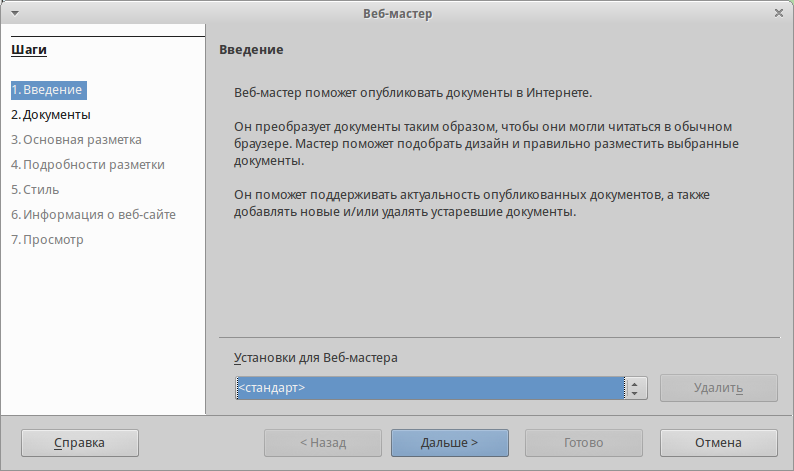 Веб-мастер
Шаги
1. Введение
2. Документы
3. Основная разметка
4. Подробности разметки
5. Стиль
6. Информация о веб-сайте
7. Просмотр
Введение
Веб-мастер поможет опубликовать документы в Интернете.
Он преобразует документы таким образом, чтобы они могли читаться в обычном
браузере. Мастер поможет подобрать дизайн и правильно разместить выбранные
документы.
Он поможет поддерживать актуальность опубликованных документов, а также
добавлять новые и/или удалять устаревшие документы.
Установки для Веб-мастера
<стандарт>
Удалить
Справка
< Назад
Дальше >
Готово
Отмена